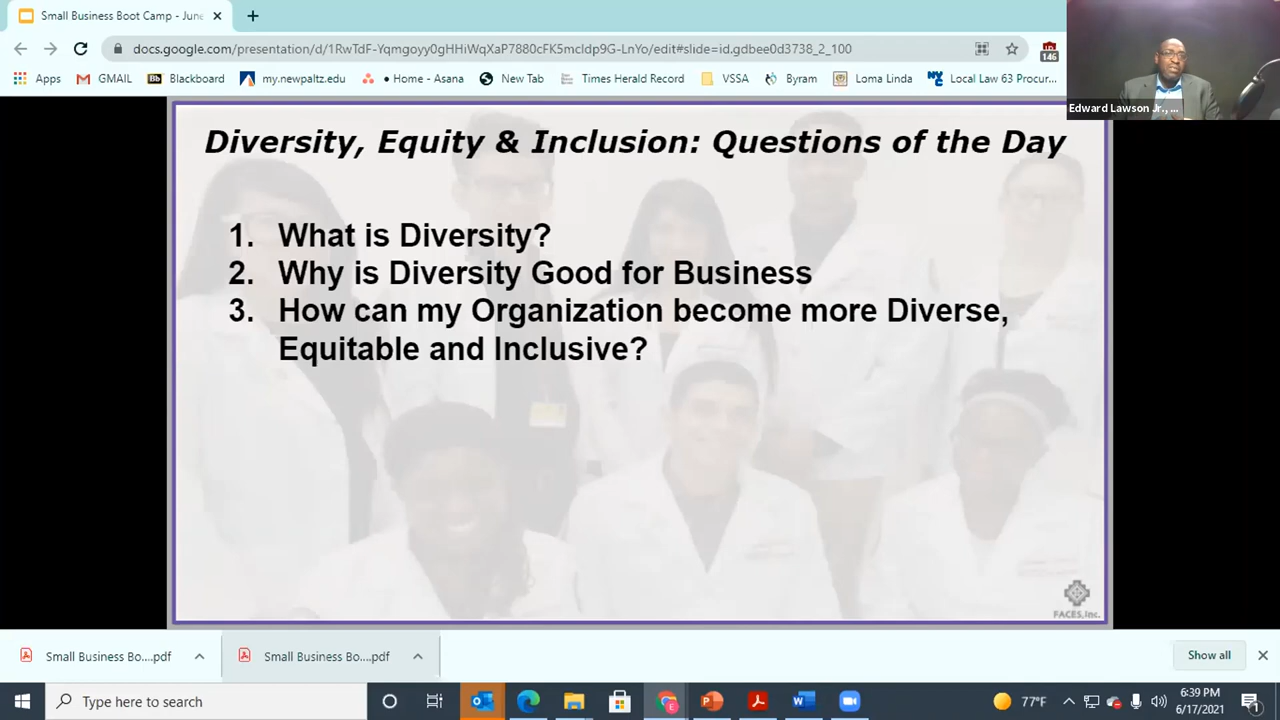 Small Business Boot Camp - June
docs.google.com/presentation/d/1RwTdF-Yqmgoyy0gHHiWqXaP7880cFK5mcIdp9G-LnYo/edit#slide=id.gdbee0d3738_2_100
146
Apps
GMAIL
Bb Blackboard
my.newpaltz.edu
• Home - Asana
New Tab
Times Herald Record
VSSA
Byram
Loma Linda
Local Law 63 Procur...
Edward Lawson Jr., ...
Diversity, Equity & Inclusion: Questions of the Day
1. What is Diversity?
2. Why is Diversity Good for Business
3. How can my Organization become more Diverse,
Equitable and Inclusive?
FACES, Inc.
Small Business Bo....pdf
Small Business Bo....pdf
Show all
Type here to search
77°F
6:39 PM
6/17/2021
1